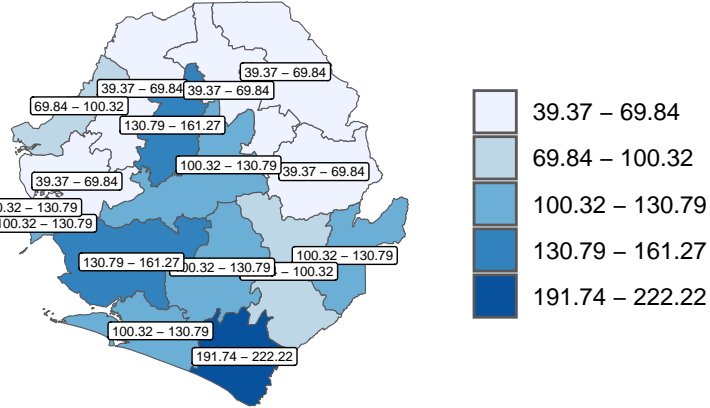 39.37 – 69.84
39.37 – 69.84
39.37 – 69.84
69.84 – 100.32
130.79 – 161.27
100.32 – 130.79
39.37 – 69.84
39.37 – 69.84
0.32 – 130.79
100.32 – 130.79
130.79 – 161.27
00.32 – 130.79
– 100.32
100.32 – 130.79
100.32 – 130.79
191.74 – 222.22
39.37 – 69.84
69.84 – 100.32
100.32 – 130.79
130.79 – 161.27
191.74 – 222.22